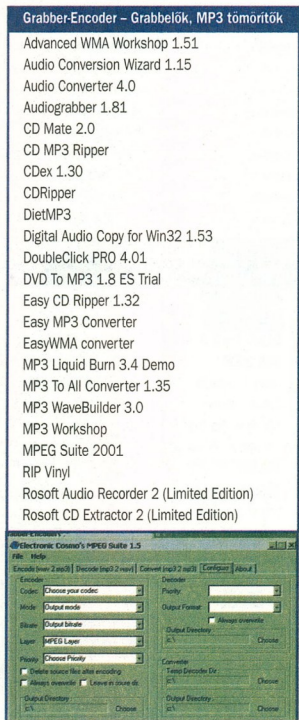 Grabber-Encoder – Grabbelők, MP3 tömörítők
Advanced WMA Workshop 1.51
Audio Conversion Wizard 1.15
Audio Converter 4.0
Audiograbber 1.81
CD Mate 2.0
CD MP3 Ripper
CDex 1.30
CDRipper
DietMP3
Digital Audio Copy for Win32 1.53
DoubleClick PRO 4.01
DVD To MP3 1.8 ES Trial
Easy CD Ripper 1.32
Easy MP3 Converter
EasyWMA converter
MP3 Liquid Burn 3.4 Demo
MP3 To All Converter 1.35
MP3 WaveBuilder 3.0
MP3 Workshop
MPEG Suite 2001
RIP Vinyl
Rosoft Audio Recorder 2 (Limited Edition)
Rosoft CD Extractor 2 (Limited Edition)
Electronic Cosmo's MPEG Suite 1.5
File Help
Encode (wav 2 mp3) Decode (mp3 2 wav) Convert (mp3 2 mp3) Configure About
Encoder Decoder
Codec Choose your codec Priority:
Mode Output mode Output Format:
Bitrate Output bitrate Always overwrite
Output Directory
Layer MPEG Layer c:\ Choose
Priority Choose Priority Converter
Delete source files after encoding Temp Decoder Dir
Always overwrite Leave in source dir c:\ Choose
Output Directory Output Directory
c:\ Choose c:\ Choose